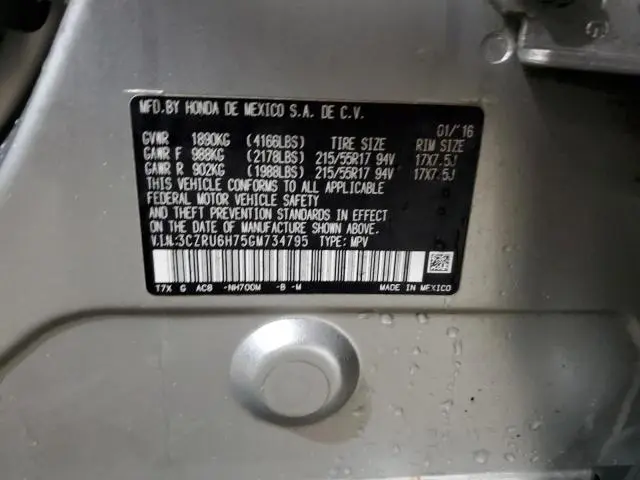 MFD.BY HONDA DE MEXICO S.A. DE C.V.
01/'16
GVWR 1890KG (4166LBS) TIRE SIZE RIM SIZE
GAWR F 988KG (2178LBS) 215/55R17 94V 17X7.5J
GAWR R 902KG (1988LBS) 215/55R17 94V 17X7.5J
THIS VEHICLE CONFORMS TO ALL APPLICABLE
FEDERAL MOTOR VEHICLE SAFETY
AND THEFT PREVENTION STANDARDS IN EFFECT
ON THE DATE OF MANUFACTURE SHOWN ABOVE.
V.I.N.:3CZRU6H75GM734795 TYPE: MPV
T7X G AC8 -NH700M -B -M MADE IN MEXICO